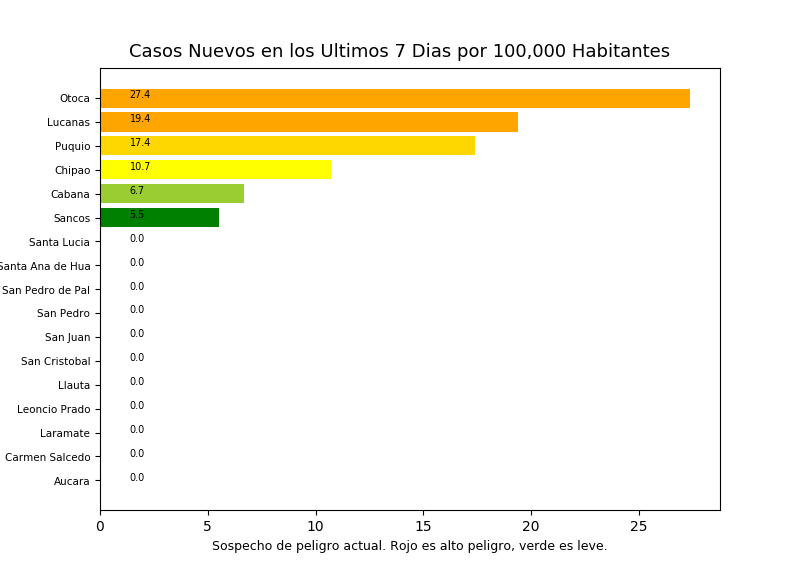 Casos Nuevos en los Ultimos 7 Dias por 100,000 Habitantes
Otoca 27.4
Lucanas 19.4
Puquio 17.4
Chipao 10.7
Cabana 6.7
Sancos 5.5
Santa Lucia 0.0
Santa Ana de Hua 0.0
San Pedro de Pal 0.0
San Pedro 0.0
San Juan 0.0
San Cristobal 0.0
Llauta 0.0
Leoncio Prado 0.0
Laramate 0.0
Carmen Salcedo 0.0
Aucara 0.0
0 5 10 15 20 25
Sospecho de peligro actual. Rojo es alto peligro, verde es leve.